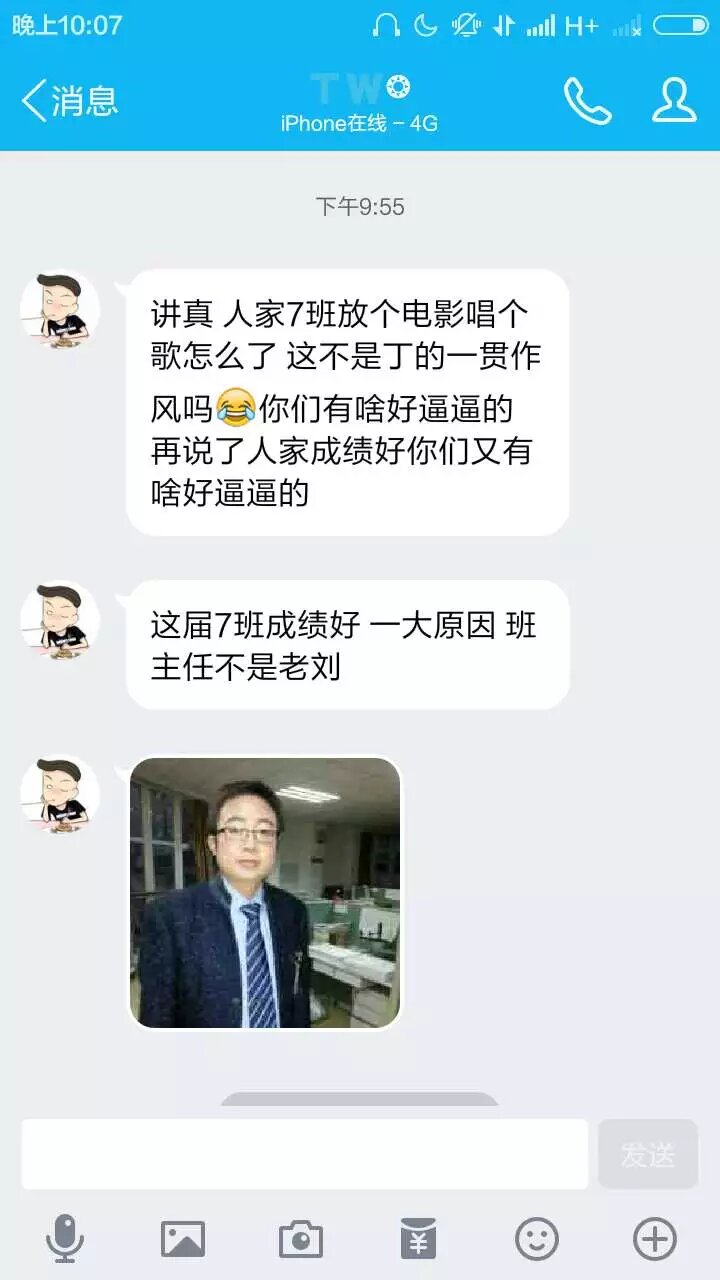 晚上10:07
H+
消息
TW
iPhone在线 - 4G
下午9:55
讲真 人家7班放个电影唱个
歌怎么了 这不是丁的一贯作
风吗😂你们有啥好逼逼的
再说了人家成绩好你们又有
啥好逼逼的
这届7班成绩好 一大原因 班
主任不是老刘
发送